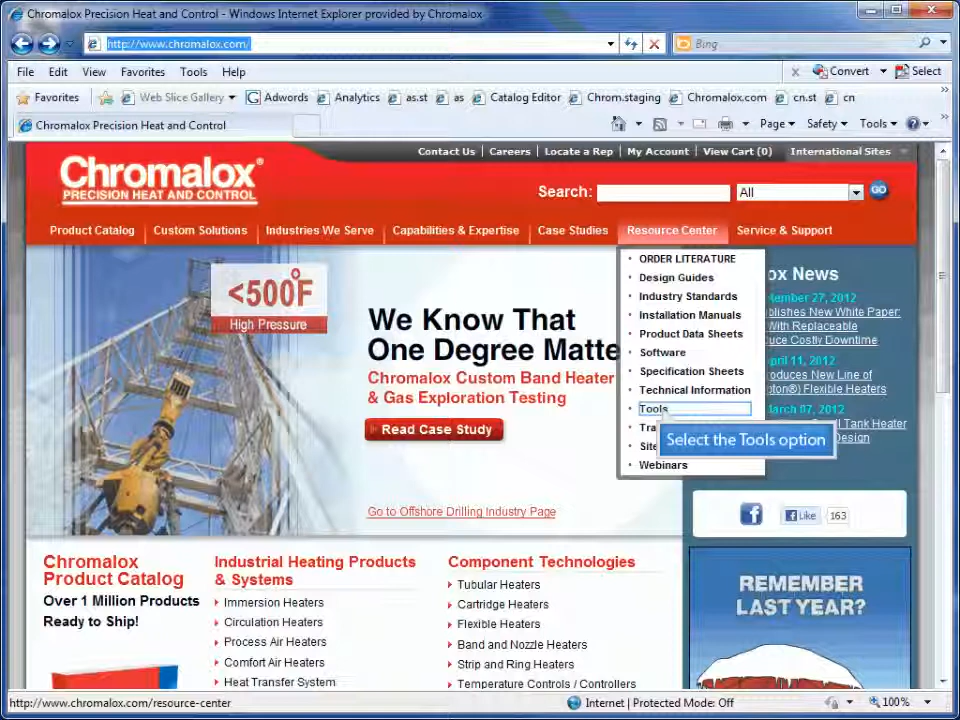 Chromalox Precision Heat and Control - Windows Internet Explorer provided by Chromalox
http://www.chromalox.com/
Bing
File Edit View Favorites Tools Help
Convert Select
Favorites Web Slice Gallery Adwords Analytics as.st as Catalog Editor Chrom.staging Chromalox.com cn.st cn
Chromalox Precision Heat and Control
Page Safety Tools
Contact Us | Careers | Locate a Rep | My Account | View Cart (0) International Sites
Chromalox®
PRECISION HEAT AND CONTROL
Search: All GO
Product Catalog | Custom Solutions | Industries We Serve | Capabilities & Expertise | Case Studies Resource Center Service & Support
ORDER LITERATURE
Design Guides
Industry Standards
Installation Manuals
Product Data Sheets
Software
Specification Sheets
Technical Information
Tools
Select the Tools option
Webinars
<500°F
High Pressure
We Know That
One Degree Matte
Chromalox Custom Band Heater
& Gas Exploration Testing
Read Case Study
Go to Offshore Drilling Industry Page
ox News
ember 27, 2012
blishes New White Paper:
With Replaceable
uce Costly Downtime
pril 11, 2012
oduces New Line of
pton®) Flexible Heaters
March 07, 2012
l Tank Heater
Design
Like 163
REMEMBER
LAST YEAR?
Chromalox
Product Catalog
Over 1 Million Products
Ready to Ship!
Industrial Heating Products
& Systems
Immersion Heaters
Circulation Heaters
Process Air Heaters
Comfort Air Heaters
Heat Transfer System
Component Technologies
Tubular Heaters
Cartridge Heaters
Flexible Heaters
Band and Nozzle Heaters
Strip and Ring Heaters
Temperature Controls / Controllers
http://www.chromalox.com/resource-center
Internet | Protected Mode: Off
100%